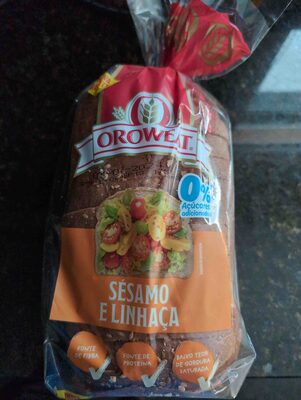 OROWEAT
0%
Açúcares
adicionados
SÉSAMO
E LINHAÇA
FONTE
DE FIBRA
FONTE DE
PROTEÍNA
BAIXO TEOR
DE GORDURA
SATURADA